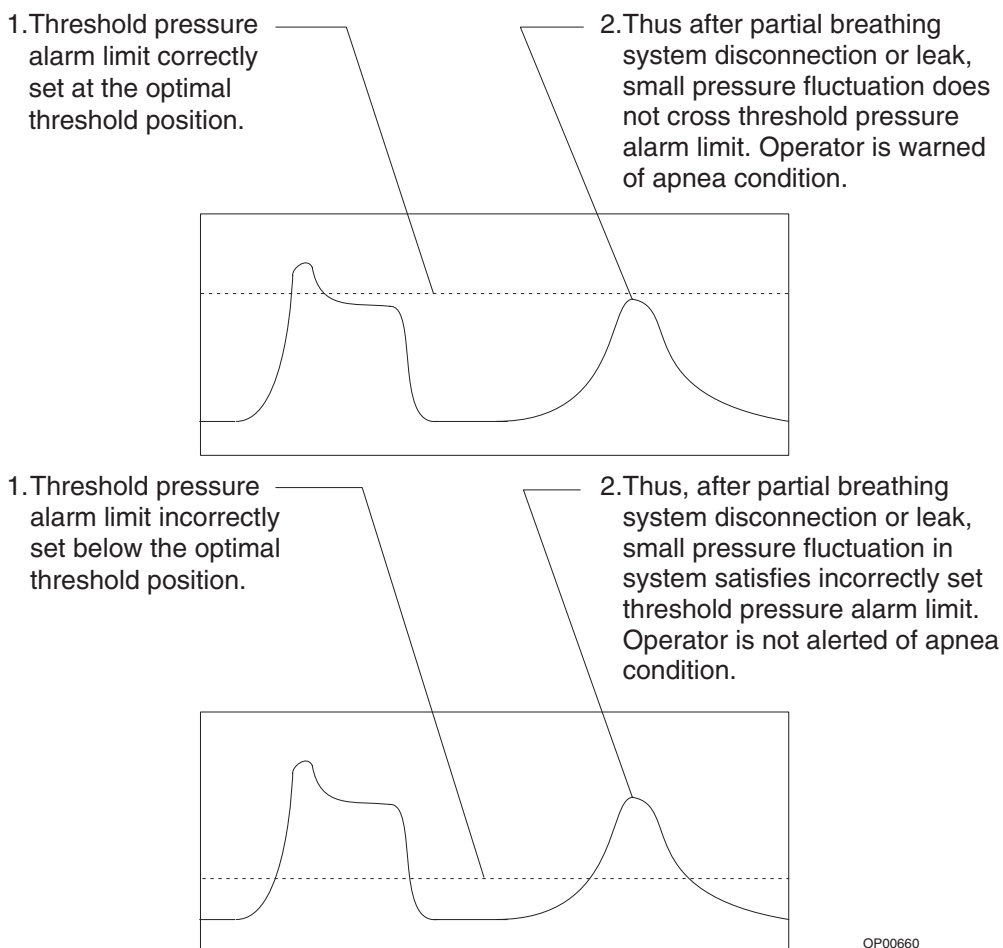 1.Threshold pressure
alarm limit correctly
set at the optimal
threshold position.
2.Thus after partial breathing
system disconnection or leak,
small pressure fluctuation does
not cross threshold pressure
alarm limit. Operator is warned
of apnea condition.
1.Threshold pressure
alarm limit incorrectly
set below the optimal
threshold position.
2.Thus, after partial breathing
system disconnection or leak,
small pressure fluctuation in
system satisfies incorrectly set
threshold pressure alarm limit.
Operator is not alerted of apnea
condition.
OP00660